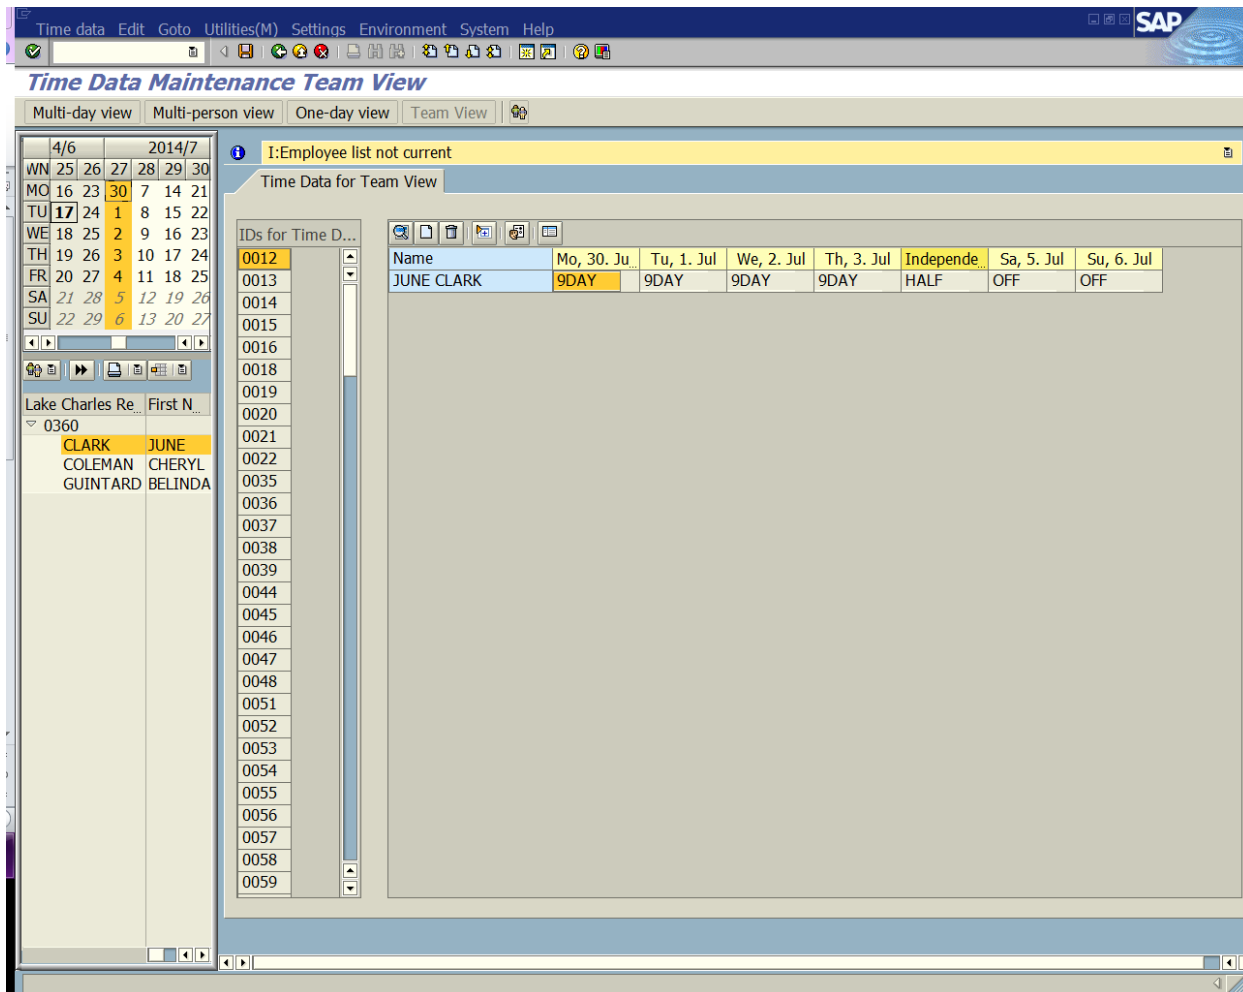 Time data Edit Goto Utilities(M) Settings Environment System Help
SAP
Time Data Maintenance Team View
Multi-day view Multi-person view One-day view Team View
4/6 2014/7
WN 25 26 27 28 29 30
MO 16 23 30 7 14 21
TU 17 24 1 8 15 22
WE 18 25 2 9 16 23
TH 19 26 3 10 17 24
FR 20 27 4 11 18 25
SA 21 28 5 12 19 26
SU 22 29 6 13 20 27
Lake Charles Re... First N...
0360
CLARK JUNE
COLEMAN CHERYL
GUINTARD BELINDA
I:Employee list not current
Time Data for Team View
IDs for Time D...
0012
0013
0014
0015
0016
0018
0019
0020
0021
0022
0035
0036
0037
0038
0039
0044
0045
0046
0047
0048
0051
0052
0053
0054
0055
0056
0057
0058
0059
Name Mo, 30. Ju... Tu, 1. Jul We, 2. Jul Th, 3. Jul Independe... Sa, 5. Jul Su, 6. Jul
JUNE CLARK 9DAY 9DAY 9DAY 9DAY HALF OFF OFF